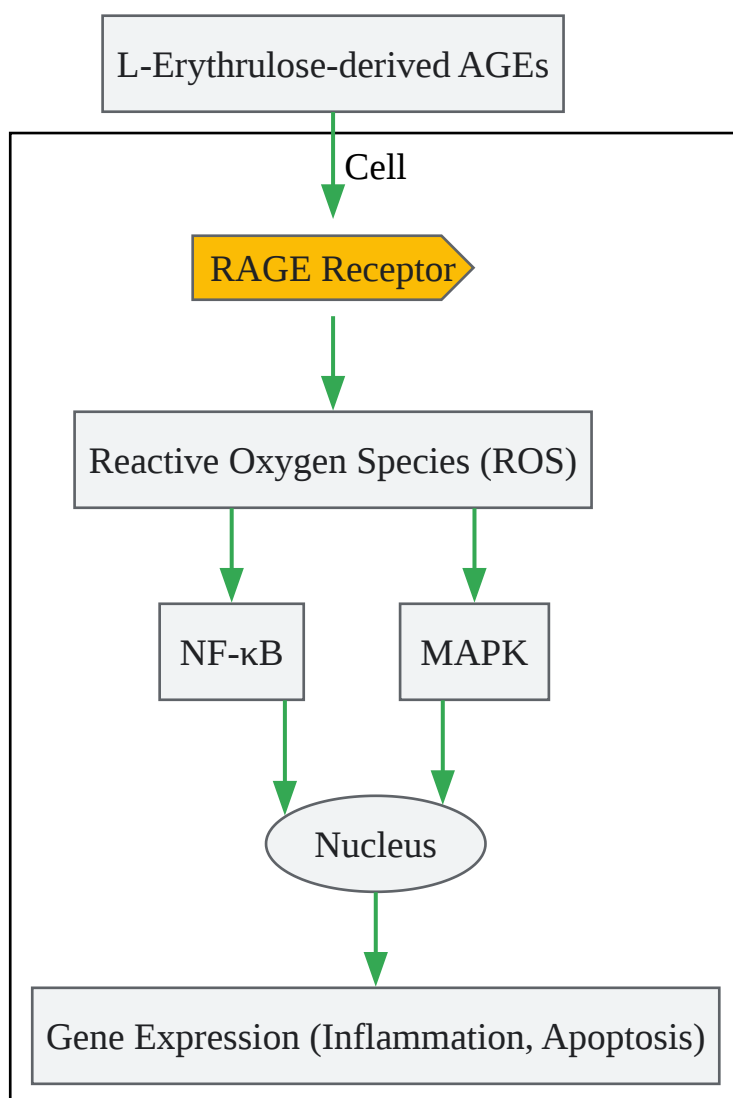 L-Erythrulose-derived AGEs
Cell
RAGE Receptor
Reactive Oxygen Species (ROS)
NF-κB
MAPK
Nucleus
Gene Expression (Inflammation, Apoptosis)